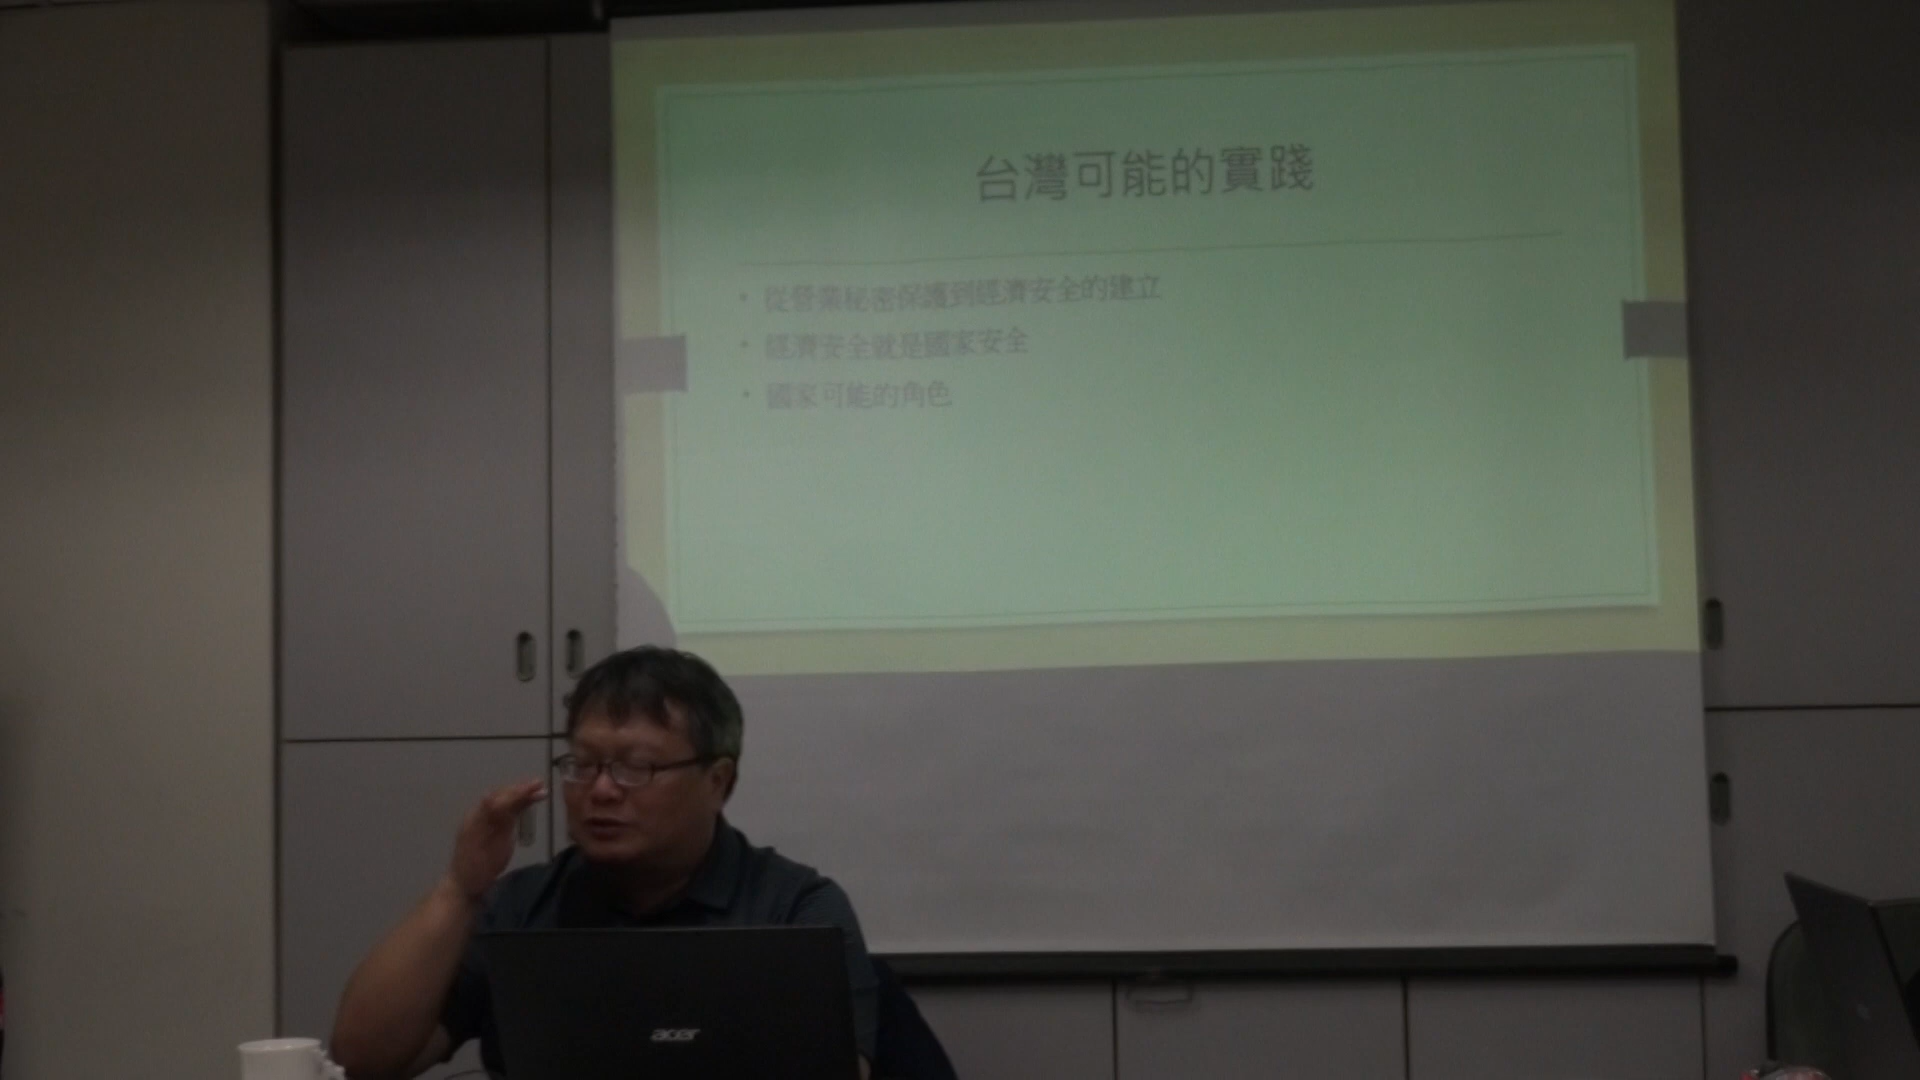 台灣可能的實踐
• 從營業秘密保護到經濟安全的建立
• 經濟安全就是國家安全
• 國家可能的角色
acer